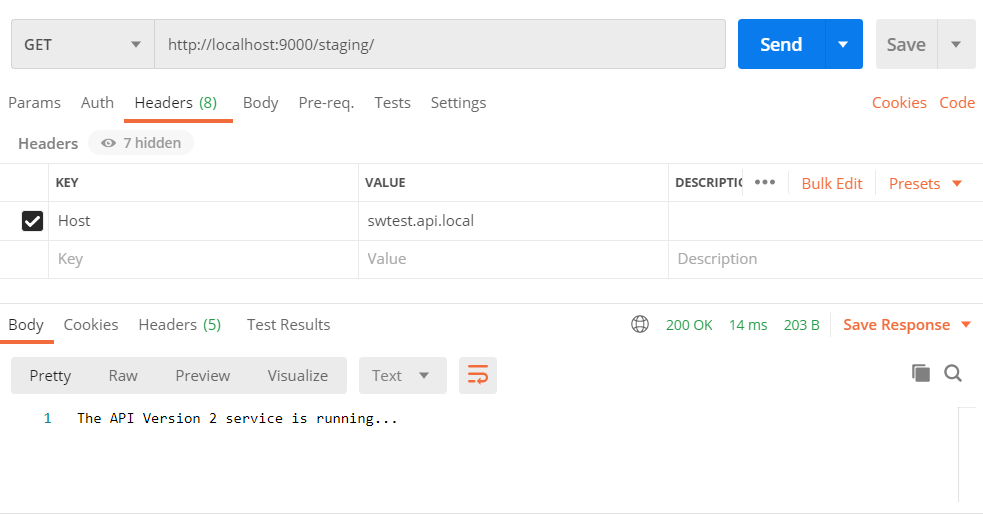 GET http://localhost:9000/staging/ Send Save
Params Auth Headers (8) Body Pre-req. Tests Settings Cookies Code
Headers 7 hidden
KEY VALUE DESCRIPTIC ••• Bulk Edit Presets
Host swtest.api.local
Key Value Description
Body Cookies Headers (5) Test Results 200 OK 14 ms 203 B Save Response
Pretty Raw Preview Visualize Text
1 The API Version 2 service is running...